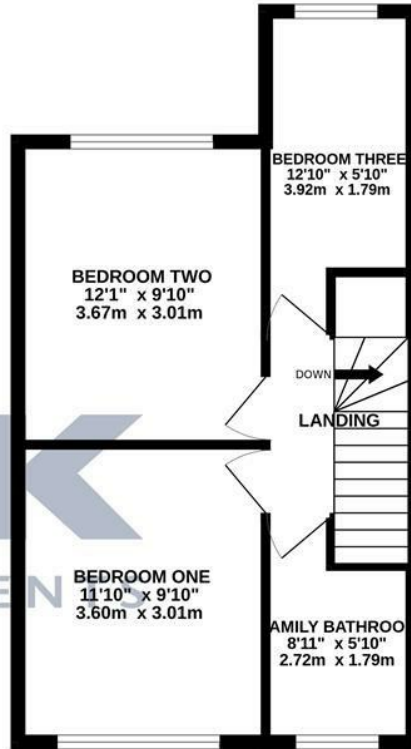 BEDROOM THREE
12'10" x 5'10"
3.92m x 1.79m
BEDROOM TWO
12'1" x 9'10"
3.67m x 3.01m
DOWN
LANDING
K
BEDROOM ONE
11'10" x 9'10"
3.60m x 3.01m
ENTS
AMILY BATHROO
8'11" x 5'10"
2.72m x 1.79m